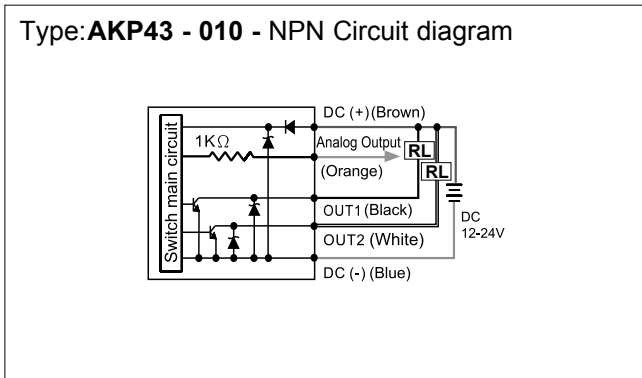 Type:AKP43 - 010 - NPN Circuit diagram
DC (+) (Brown)
Switch main circuit
1KΩ
Analog Output
RL
(Orange)
RL
OUT1 (Black)
DC
12-24V
OUT2 (White)
DC (-) (Blue)